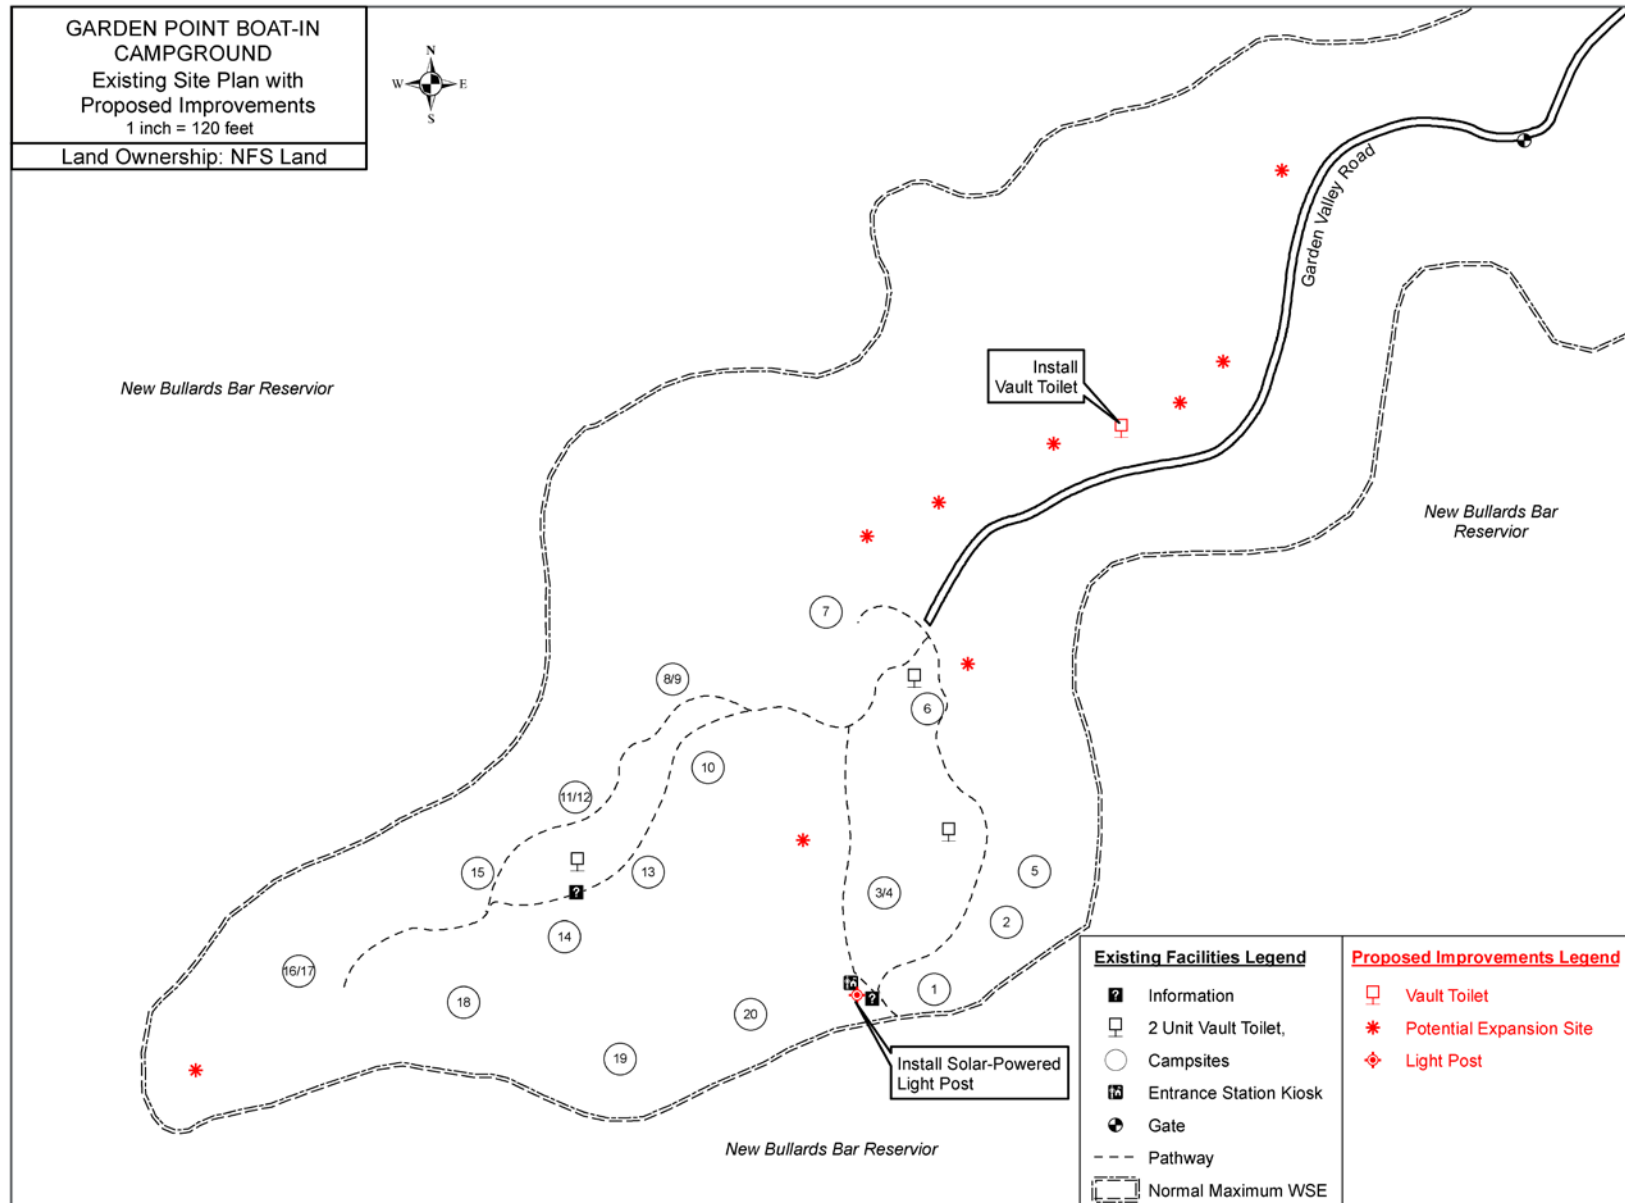 GARDEN POINT BOAT-IN
CAMPGROUND
Existing Site Plan with
Proposed Improvements
1 inch = 120 feet
Land Ownership: NFS Land
N
W
E
S
Garden Valley Road
New Bullards Bar Reservior
Install
Vault Toilet
New Bullards Bar
Reservior
7
8/9
6
10
11/12
15
13
3/4
5
2
14
16/17
18
1
20
19
?
?
Install Solar-Powered
Light Post
New Bullards Bar Reservior
Existing Facilities Legend
? Information
2 Unit Vault Toilet,
Campsites
Entrance Station Kiosk
Gate
Pathway
Normal Maximum WSE
Proposed Improvements Legend
Vault Toilet
Potential Expansion Site
Light Post